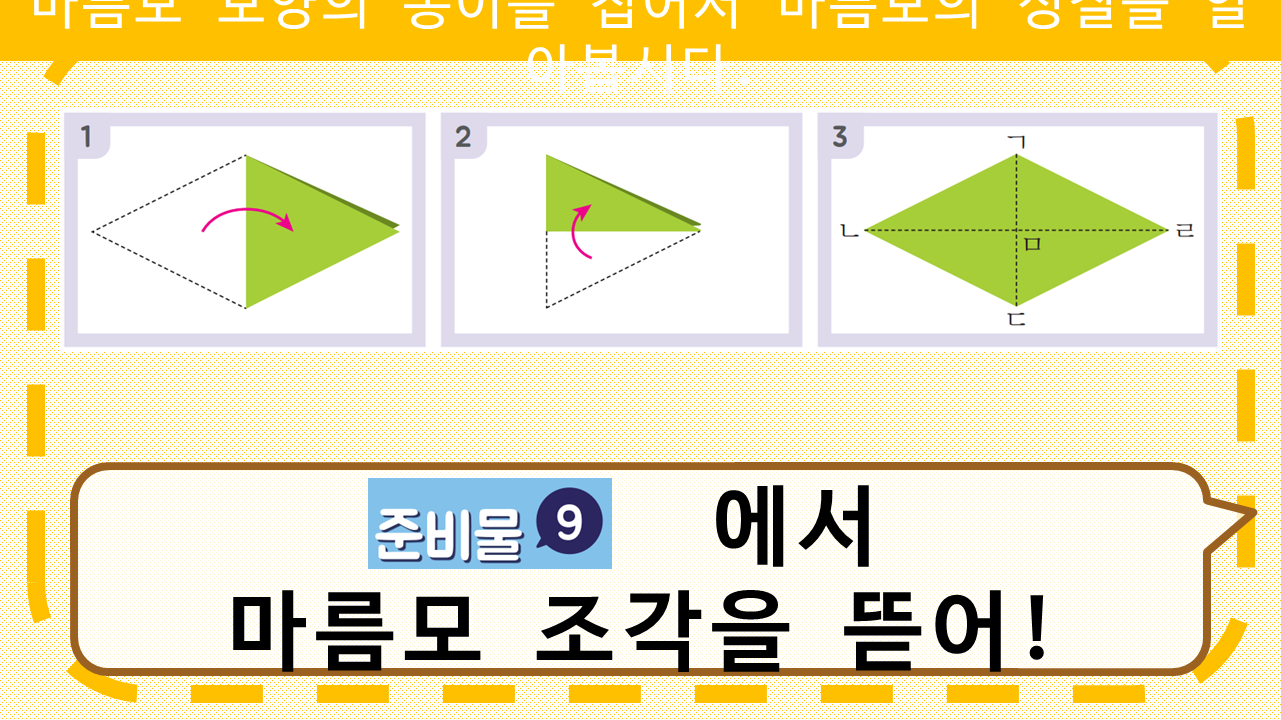 마름모 모양의 종이를 접어서 마름모의 성질을 알
아봅시다.
1
2
3
ㄱ
ㄴ
ㄹ
ㅁ
ㄷ
준비물 9 에서
마름모 조각을 뜯어!